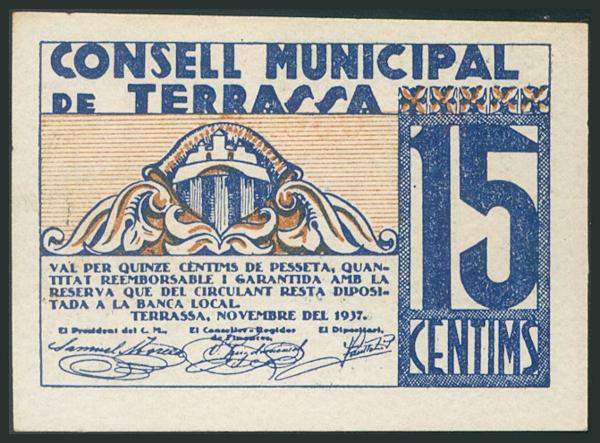 CONSELL MUNICIPAL
DE TERRASSA
15
CENTIMS
VAL PER QUINZE CÈNTIMS DE PESSETA, QUAN-
TITAT REEMBORSABLE I GARANTIDA AMB LA
RESERVA QUE DEL CIRCULANT RESTA DIPOSI-
TADA A LA BANCA LOCAL.
TERRASSA, NOVEMBRE DEL 1937.
El President del C. M., El Conseller-Regidor El Dipositari,
de Finances,
Samuel Morera